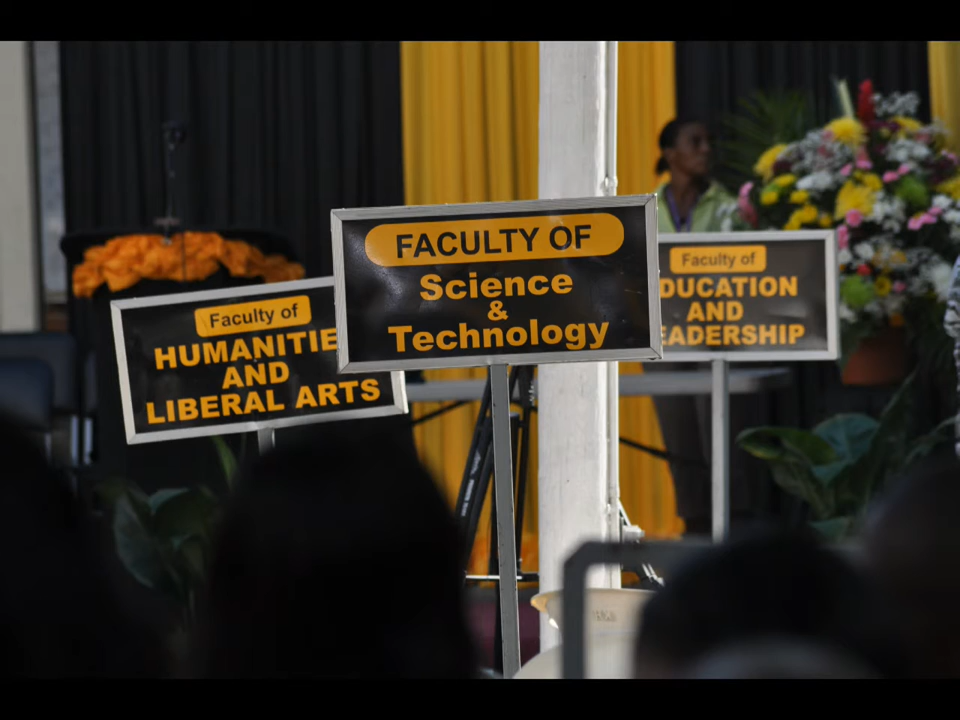 FACULTY OF
Science
&
Technology
Faculty of
HUMANITIE
AND
LIBERAL ARTS
Faculty of
DUCATION
AND
EADERSHIP